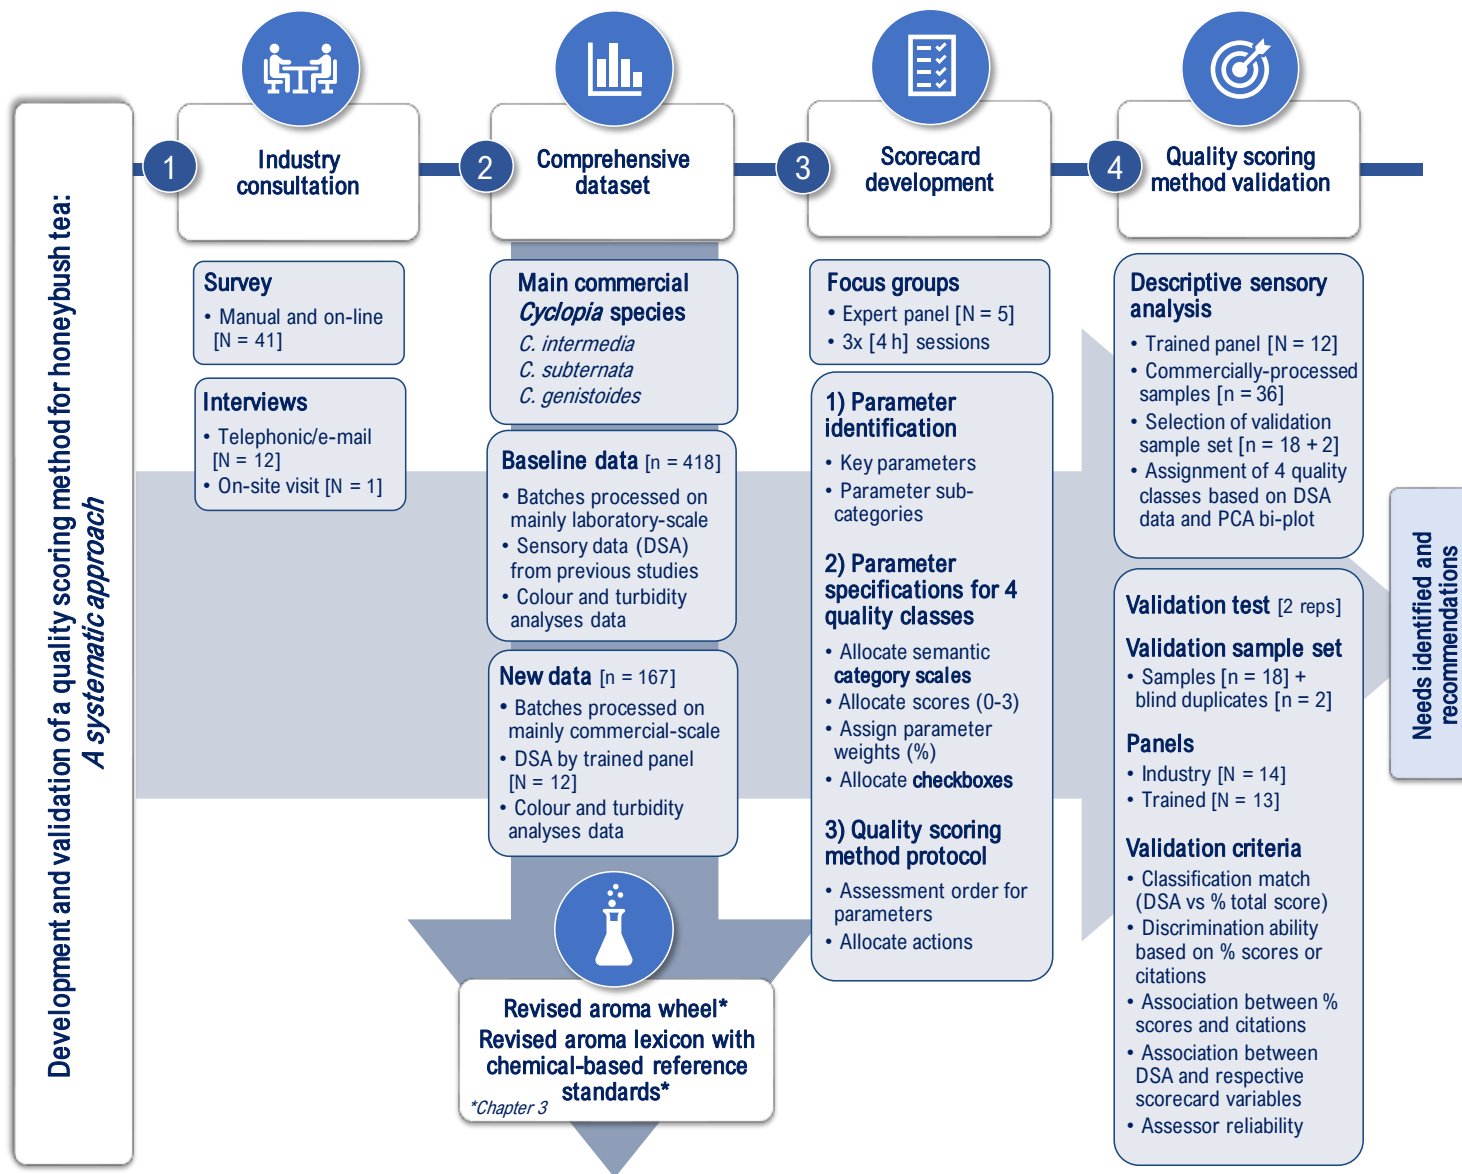 Development and validation of a quality scoring method for honeybush tea:
A systematic approach
1
Industry
consultation
Survey
• Manual and on-line
[N = 41]
Interviews
• Telephonic/e-mail
[N = 12]
• On-site visit [N = 1]
2
Comprehensive
dataset
Main commercial
Cyclopia species
C. intermedia
C. subternata
C. genistoides
Baseline data [n = 418]
• Batches processed on
mainly laboratory-scale
• Sensory data (DSA)
from previous studies
• Colour and turbidity
analyses data
New data [n = 167]
• Batches processed on
mainly commercial-scale
• DSA by trained panel
[N = 12]
• Colour and turbidity
analyses data
Revised aroma wheel*
Revised aroma lexicon with
chemical-based reference
standards*
*Chapter 3
3
Scorecard
development
Focus groups
• Expert panel [N = 5]
• 3x [4 h] sessions
1) Parameter
identification
• Key parameters
• Parameter sub-
categories
2) Parameter
specifications for 4
quality classes
• Allocate semantic
category scales
• Allocate scores (0-3)
• Assign parameter
weights (%)
• Allocate checkboxes
3) Quality scoring
method protocol
• Assessment order for
parameters
• Allocate actions
4
Quality scoring
method validation
Descriptive sensory
analysis
• Trained panel [N = 12]
• Commercially-processed
samples [n = 36]
• Selection of validation
sample set [n = 18 + 2]
• Assignment of 4 quality
classes based on DSA
data and PCA bi-plot
Validation test [2 reps]
Validation sample set
• Samples [n = 18] +
blind duplicates [n = 2]
Panels
• Industry [N = 14]
• Trained [N = 13]
Validation criteria
• Classification match
(DSA vs % total score)
• Discrimination ability
based on % scores or
citations
• Association between %
scores and citations
• Association between
DSA and respective
scorecard variables
• Assessor reliability
Needs identified and
recommendations